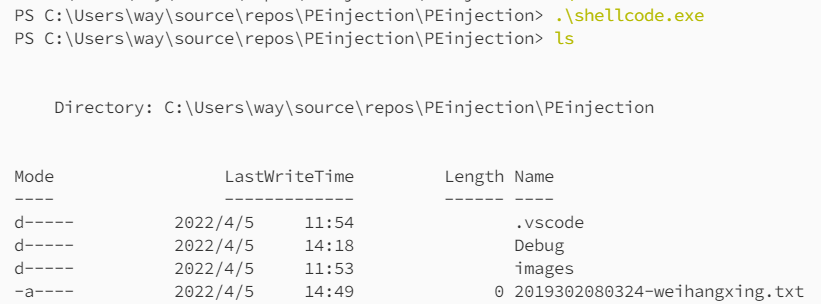 PS C:\Users\way\source\repos\PEinjection\PEinjection> .\shellcode.exe
PS C:\Users\way\source\repos\PEinjection\PEinjection> ls
Directory: C:\Users\way\source\repos\PEinjection\PEinjection
Mode LastWriteTime Length Name
---- ------------- ------ ----
d----- 2022/4/5 11:54 .vscode
d----- 2022/4/5 14:18 Debug
d----- 2022/4/5 11:53 images
-a---- 2022/4/5 14:49 0 2019302080324-weihangxing.txt